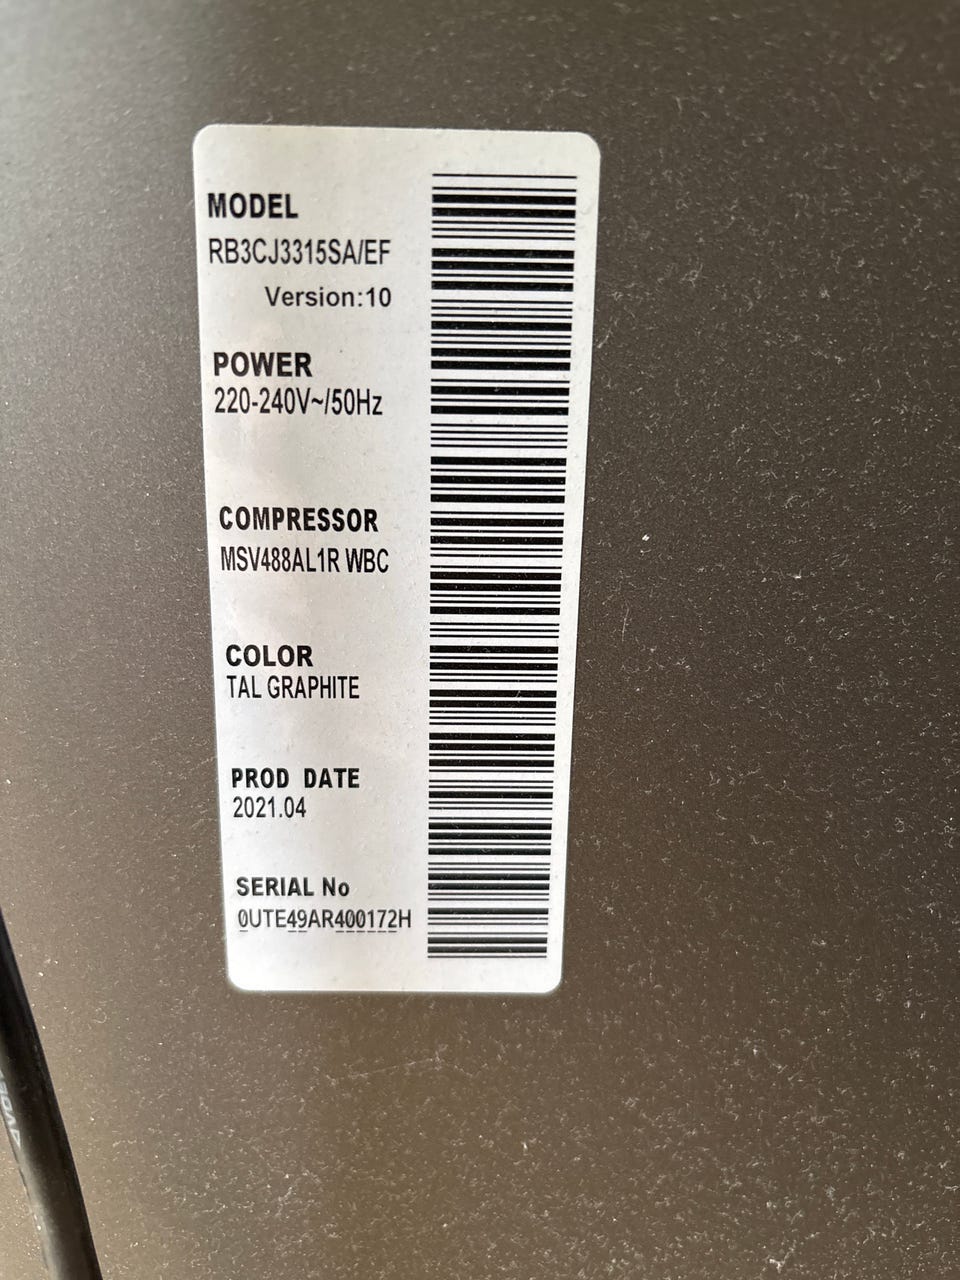 MODEL
RB3CJ3315SA/EF
Version:10
POWER
220-240V~/50Hz
COMPRESSOR
MSV488AL1R WBC
COLOR
TAL GRAPHITE
PROD DATE
2021.04
SERIAL No
0UTE49AR400172H